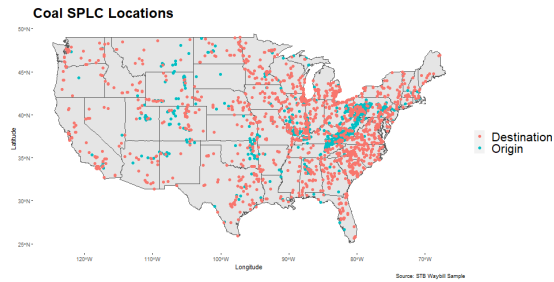 Coal SPLC Locations
50°N
45°N
40°N
35°N
30°N
25°N
Latitude
120°W
110°W
100°W
90°W
80°W
70°W
Longitude
Destination
Origin
Source: STB Waybill Sample